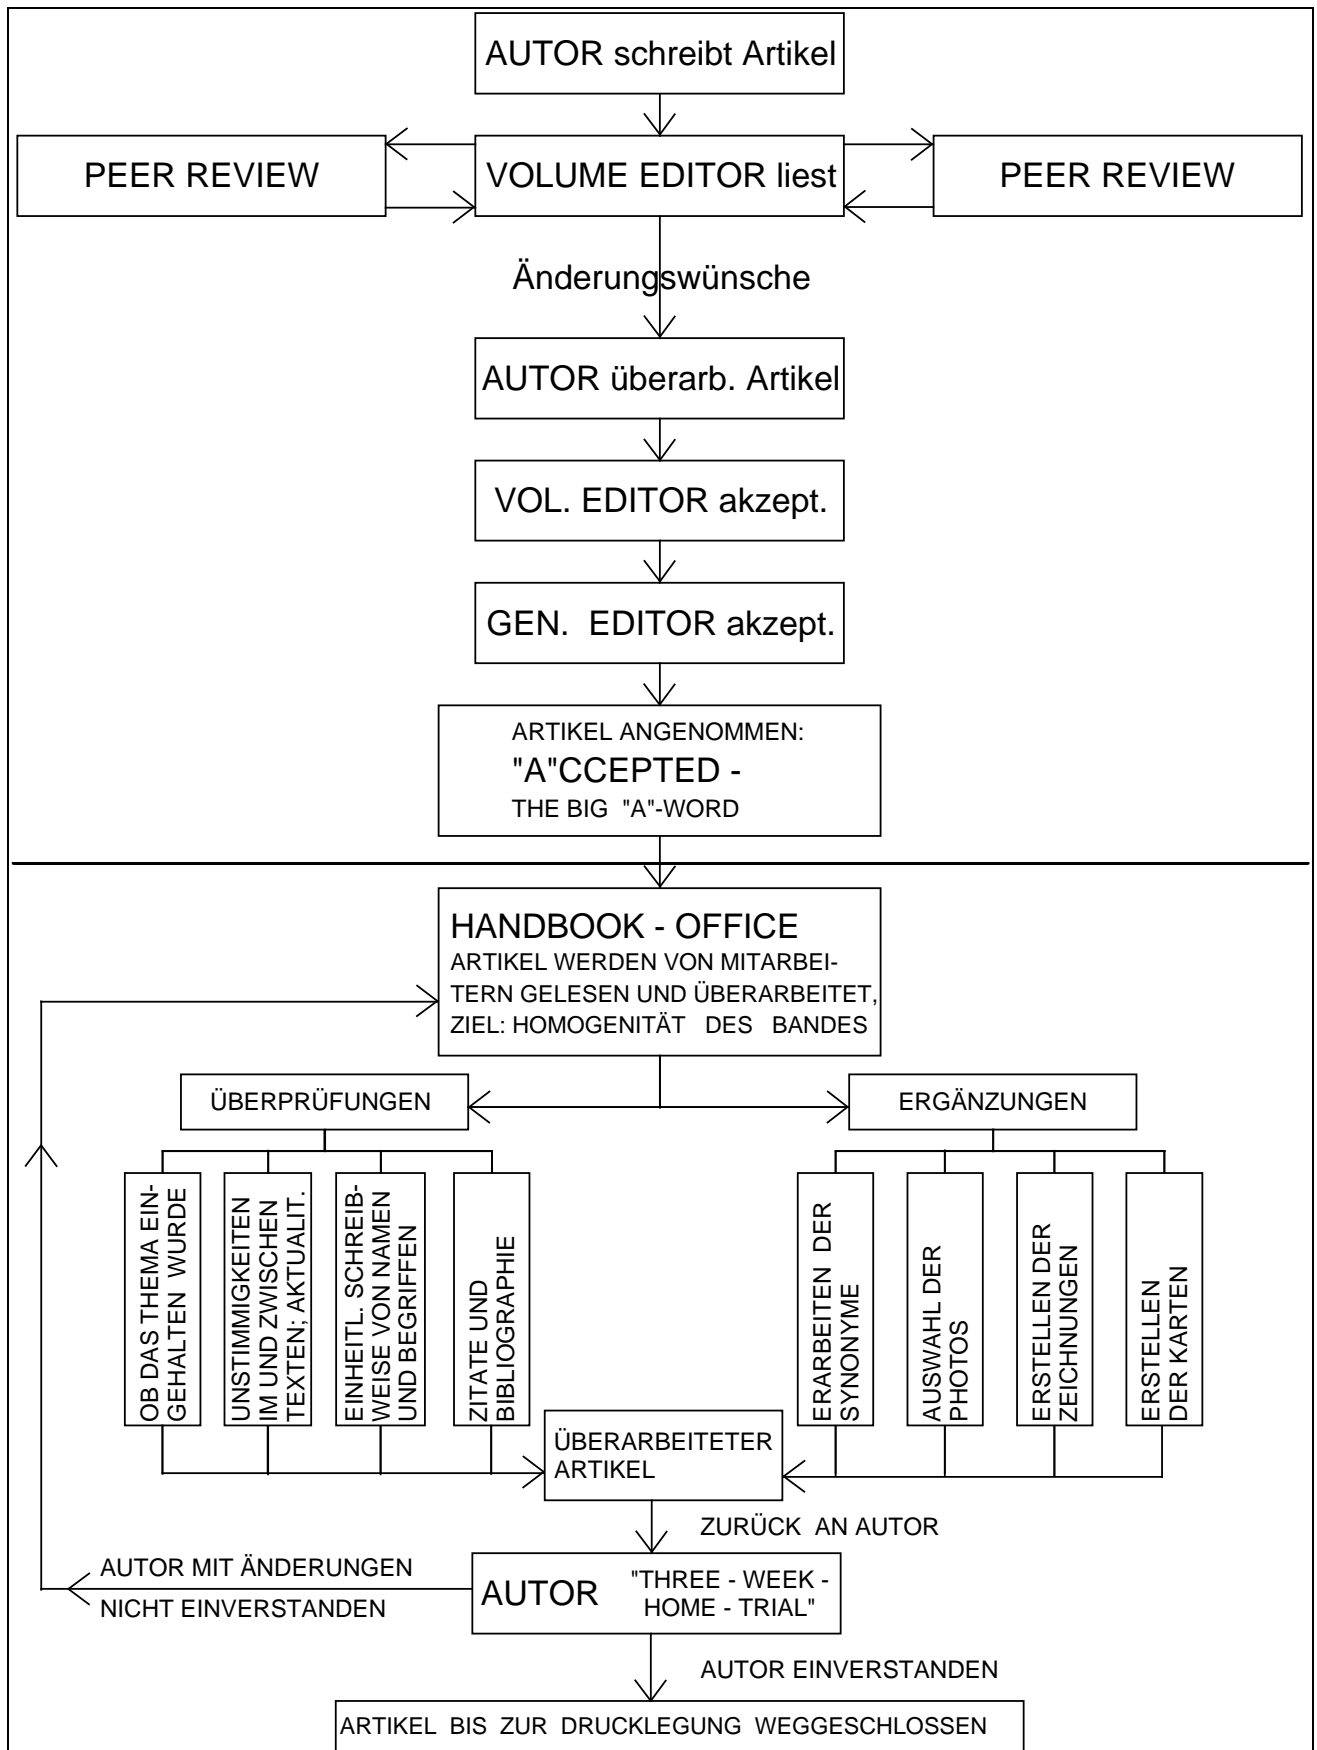 AUTOR schreibt Artikel
PEER REVIEW
VOLUME EDITOR liest
PEER REVIEW
Änderungswünsche
AUTOR überarb. Artikel
VOL. EDITOR akzept.
GEN. EDITOR akzept.
ARTIKEL ANGENOMMEN:
"A"CCEPTED -
THE BIG "A"-WORD
HANDBOOK - OFFICE
ARTIKEL WERDEN VON MITARBEI-
TERN GELESEN UND ÜBERARBEITET,
ZIEL: HOMOGENITÄT DES BANDES
ÜBERPRÜFUNGEN
ERGÄNZUNGEN
OB DAS THEMA EIN-
GEHALTEN WURDE
UNSTIMMIGKEITEN
IM UND ZWISCHEN
TEXTEN; AKTUALIT.
EINHEITL. SCHREIB-
WEISE VON NAMEN
UND BEGRIFFEN
ZITATE UND
BIBLIOGRAPHIE
ERARBEITEN DER
SYNONYME
AUSWAHL DER
PHOTOS
ERSTELLEN DER
ZEICHNUNGEN
ERSTELLEN
DER KARTEN
ÜBERARBEITETER
ARTIKEL
ZURÜCK AN AUTOR
AUTOR MIT ÄNDERUNGEN
NICHT EINVERSTANDEN
AUTOR
"THREE - WEEK -
HOME - TRIAL"
AUTOR EINVERSTANDEN
ARTIKEL BIS ZUR DRUCKLEGUNG WEGGESCHLOSSEN